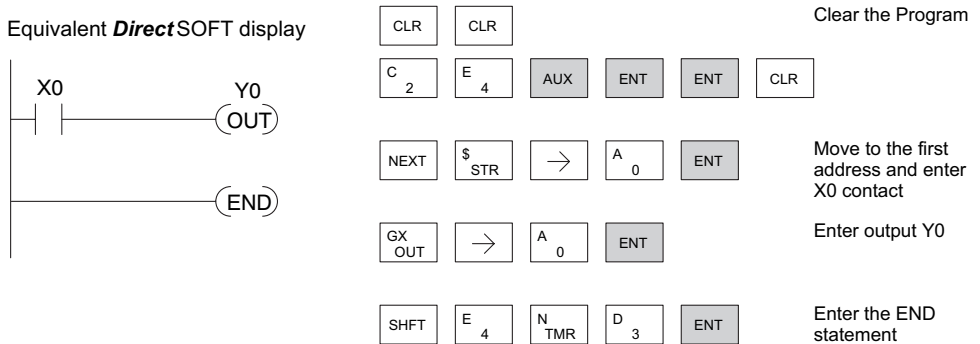 Equivalent DirectSOFT display
X0 Y0
OUT
END
CLR CLR Clear the Program
C 2 E 4 AUX ENT ENT CLR
NEXT $ STR → A 0 ENT Move to the first
address and enter
X0 contact
GX OUT → A 0 ENT Enter output Y0
SHFT E 4 N TMR D 3 ENT Enter the END
statement